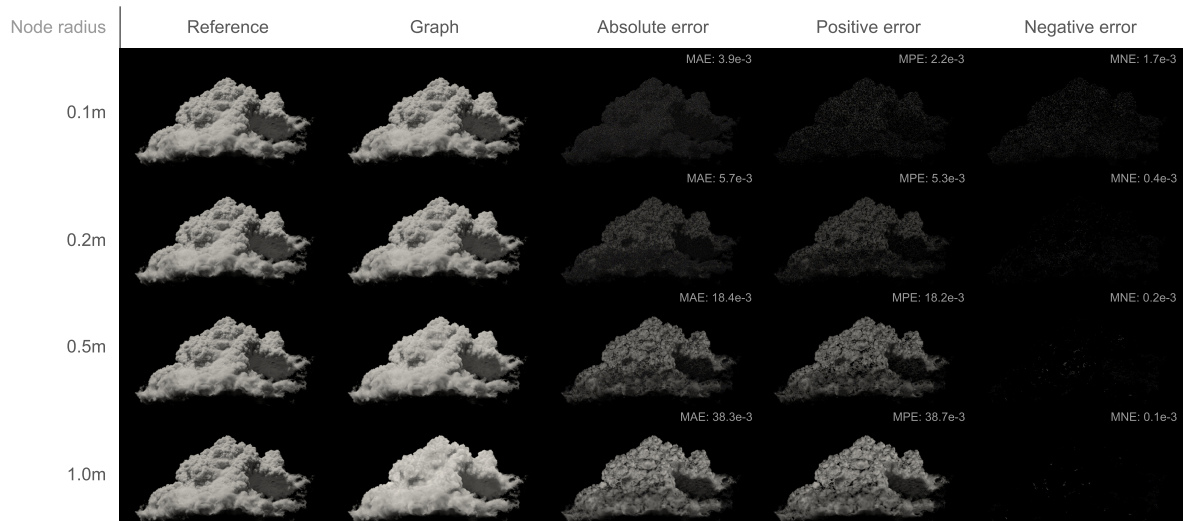 Node radius Reference Graph Absolute error Positive error Negative error
MAE: 3.9e-3 MPE: 2.2e-3 MNE: 1.7e-3
0.1m
MAE: 5.7e-3 MPE: 5.3e-3 MNE: 0.4e-3
0.2m
MAE: 18.4e-3 MPE: 18.2e-3 MNE: 0.2e-3
0.5m
MAE: 38.3e-3 MPE: 38.7e-3 MNE: 0.1e-3
1.0m